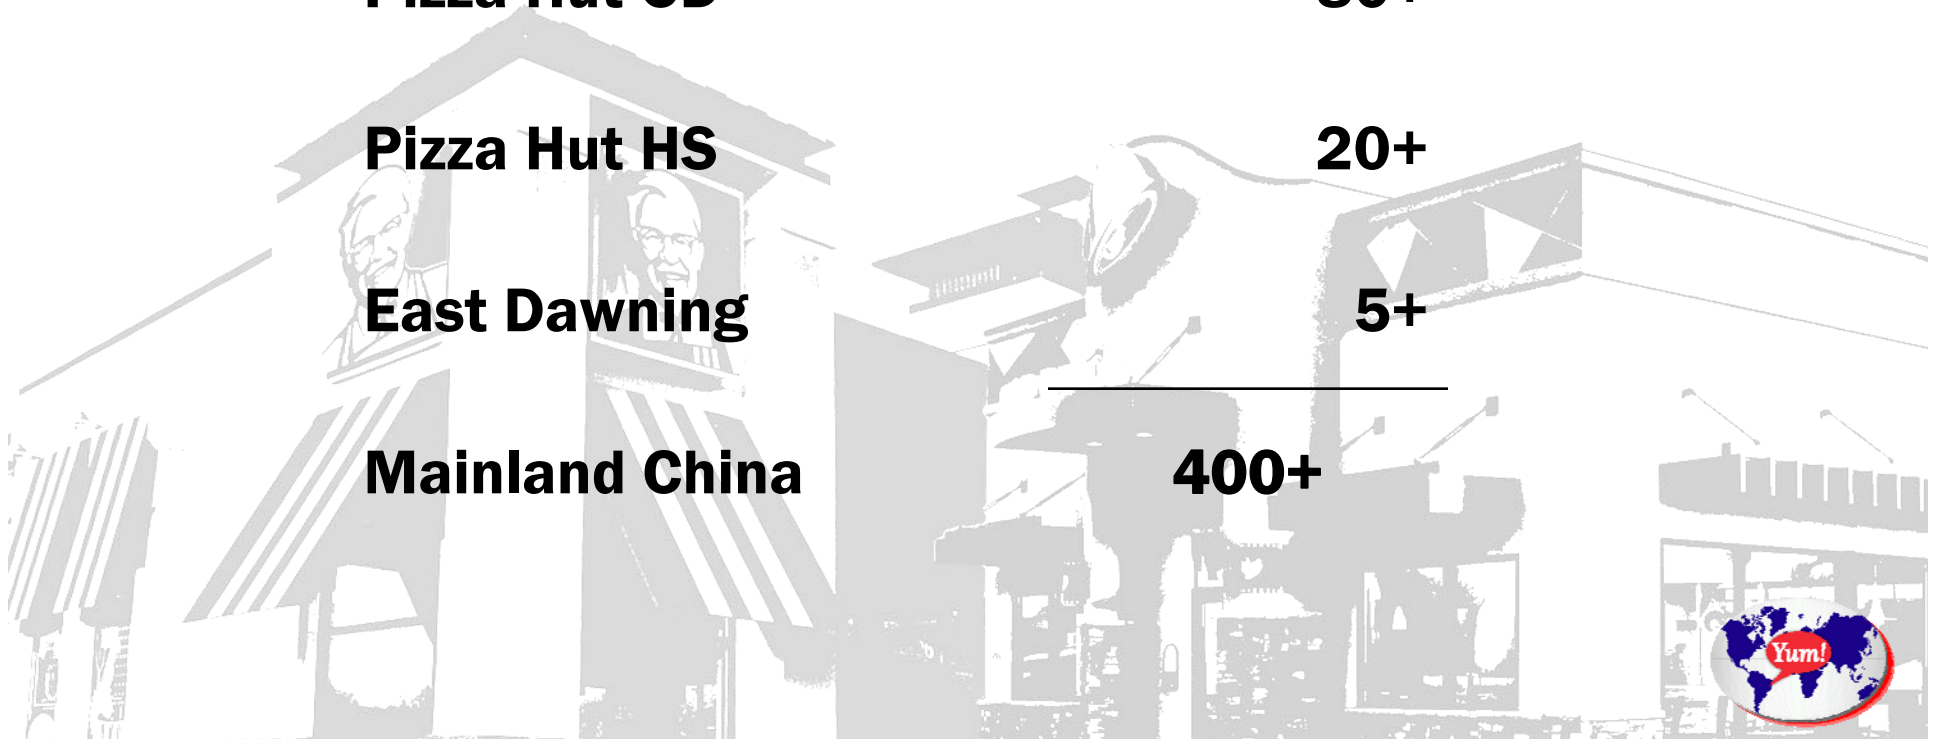 Pizza Hut HS 20+
East Dawning 5+
Mainland China 400+
Yum!